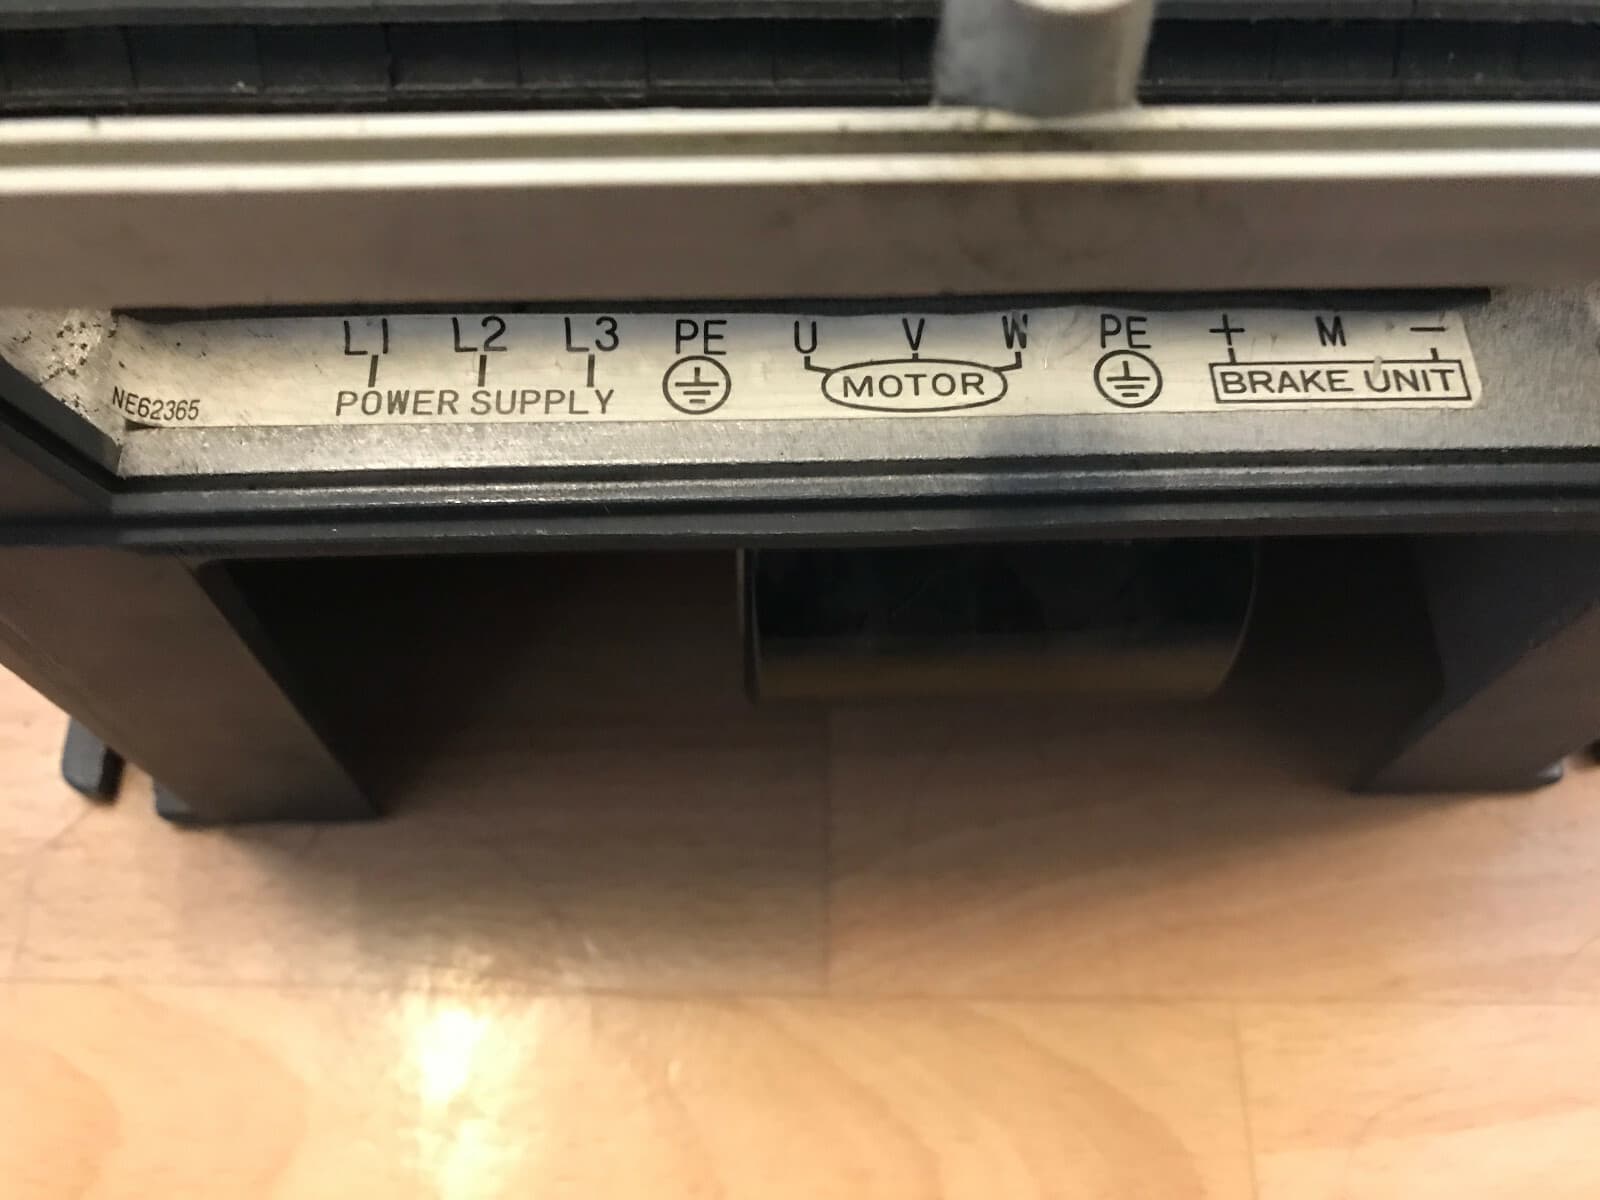 L1 L2 L3 PE U V W PE + M −
POWER SUPPLY MOTOR BRAKE UNIT
NE62365